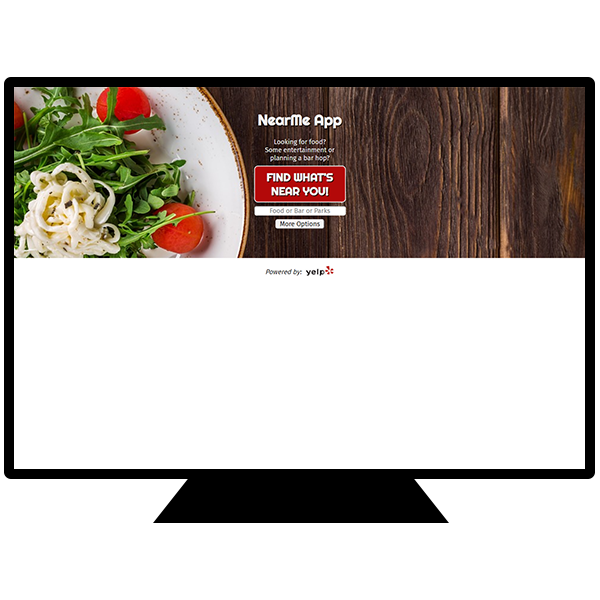 NearMe App
Looking for food?
Some entertainment or
planning a bar hop?
FIND WHAT'S
NEAR YOU!
Food or Bar or Parks
More Options
Powered by: yelp